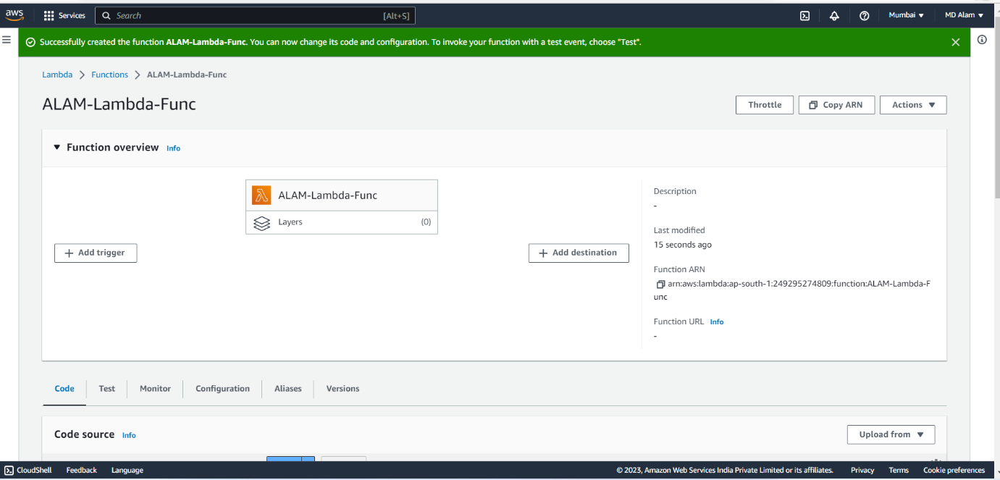 aws Services Search [Alt+S] Mumbai ▼ MD Alam ▼
Successfully created the function ALAM-Lambda-Func. You can now change its code and configuration. To invoke your function with a test event, choose "Test".
Lambda > Functions > ALAM-Lambda-Func
ALAM-Lambda-Func
Throttle Copy ARN Actions ▼
▼ Function overview Info
ALAM-Lambda-Func
Layers (0)
+ Add trigger
+ Add destination
Description
-
Last modified
15 seconds ago
Function ARN
arn:aws:lambda:ap-south-1:249295274809:function:ALAM-Lambda-F
unc
Function URL Info
-
Code Test Monitor Configuration Aliases Versions
Code source Info Upload from ▼
CloudShell Feedback Language © 2023, Amazon Web Services India Private Limited or its affiliates. Privacy Terms Cookie preferences